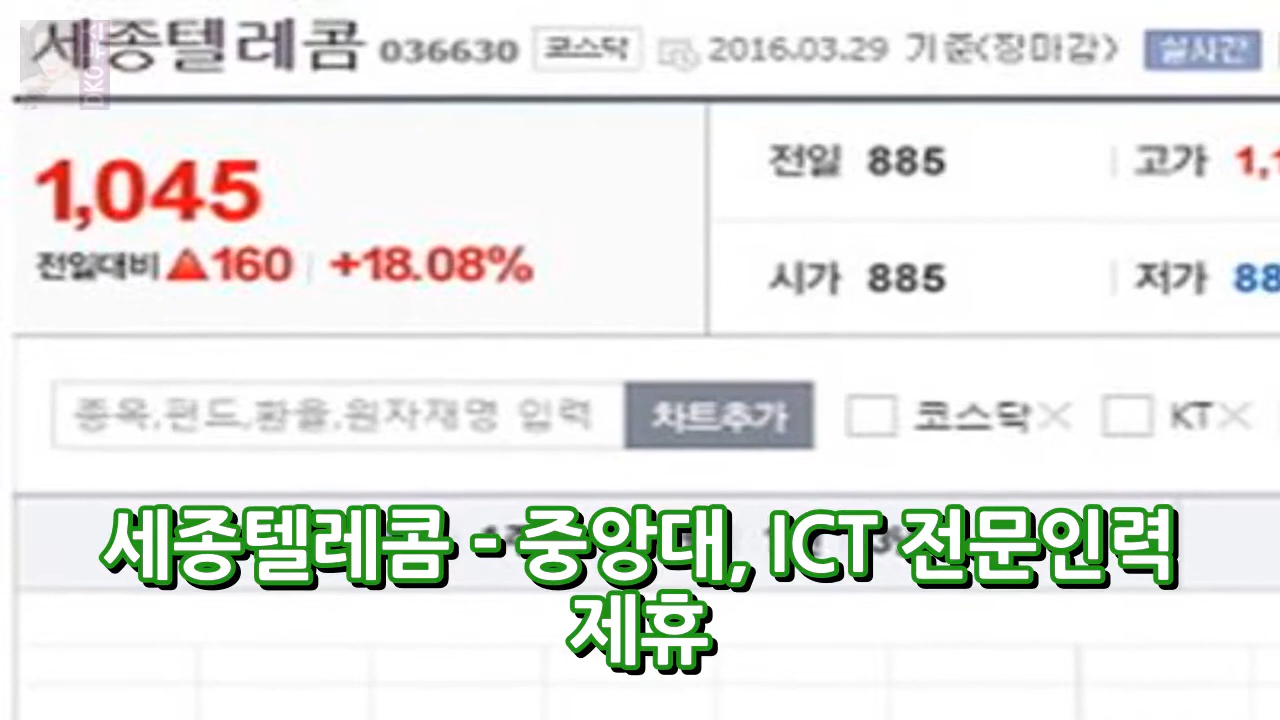 세종텔레콤 036630 코스닥 2016.03.29 기준(장마감) 실시간
1,045
전일대비 ▲160 +18.08%
전일 885 고가
시가 885 저가
종목,펀드,환율,원자재명 입력 차트추가 코스닥× KT×
세종텔레콤 - 중앙대, ICT 전문인력
제휴